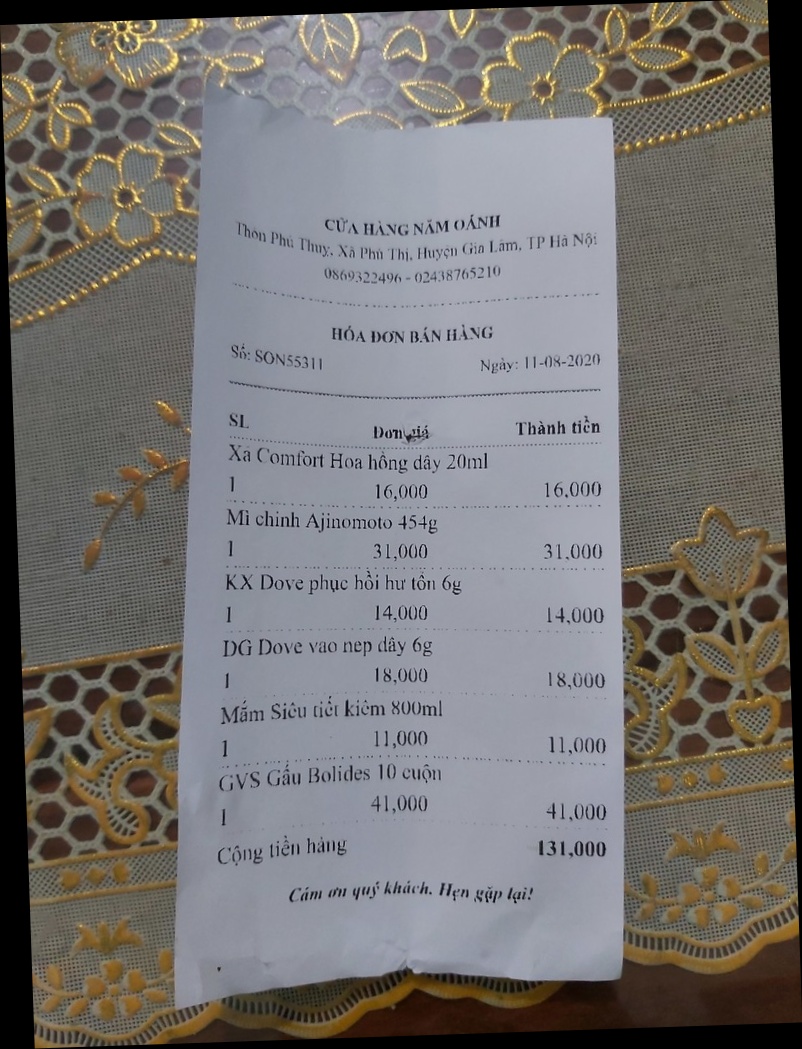 CỬA HÀNG NĂM OÁNH
Thôn Phú Thụy, Xã Phú Thị, Huyện Gia Lâm, TP Hà Nội
0869322496 - 02438765210
HÓA ĐƠN BÁN HÀNG
Số: SON55311 Ngày: 11-08-2020
SL Đơn giá Thành tiền
Xã Comfort Hoa hồng dây 20ml
1 16,000 16,000
Mì chinh Ajinomoto 454g
1 31,000 31,000
KX Dove phục hồi hư tổn 6g
1 14,000 14,000
DG Dove vao nep dây 6g
1 18,000 18,000
Mắm Siêu tiết kiêm 800ml
1 11,000 11,000
GVS Gấu Bolides 10 cuộn
1 41,000 41,000
Cộng tiền hàng 131,000
Cám ơn quý khách. Hẹn gặp lại!